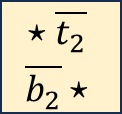 ⋆ t̅₂
b̅₂ ⋆